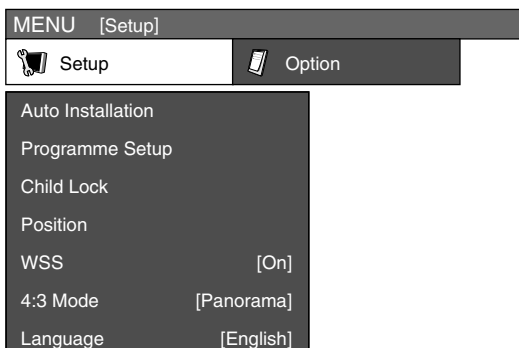 MENU [Setup]
Setup Option
Auto Installation
Programme Setup
Child Lock
Position
WSS [On]
4:3 Mode [Panorama]
Language [English]